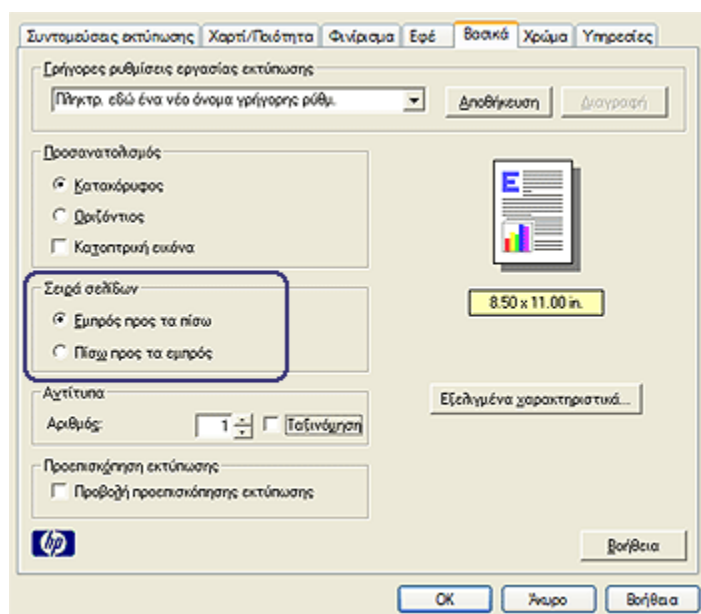 Συντομεύσεις εκτύπωσης Χαρτί/Ποιότητα Φινίρισμα Εφέ Βασικά Χρώμα Υπηρεσίες
Γρήγορες ρυθμίσεις εργασίας εκτύπωσης
Πληκτρ. εδώ ένα νέο όνομα γρήγορης ρύθμ. Αποθήκευση Διαγραφή
Προσανατολισμός
Κατακόρυφος
Οριζόντιος
Κατοπτρική εικόνα
E
Σειρά σελίδων
8.50 x 11.00 in.
Εμπρός προς τα πίσω
Πίσω προς τα εμπρός
Αντίτυπα
Εξελιγμένα χαρακτηριστικά...
Αριθμός: 1 Ταξινόμηση
Προεπισκόπηση εκτύπωσης
Προβολή προεπισκόπησης εκτύπωσης
hp Βοήθεια
OK Άκυρο Βοήθεια